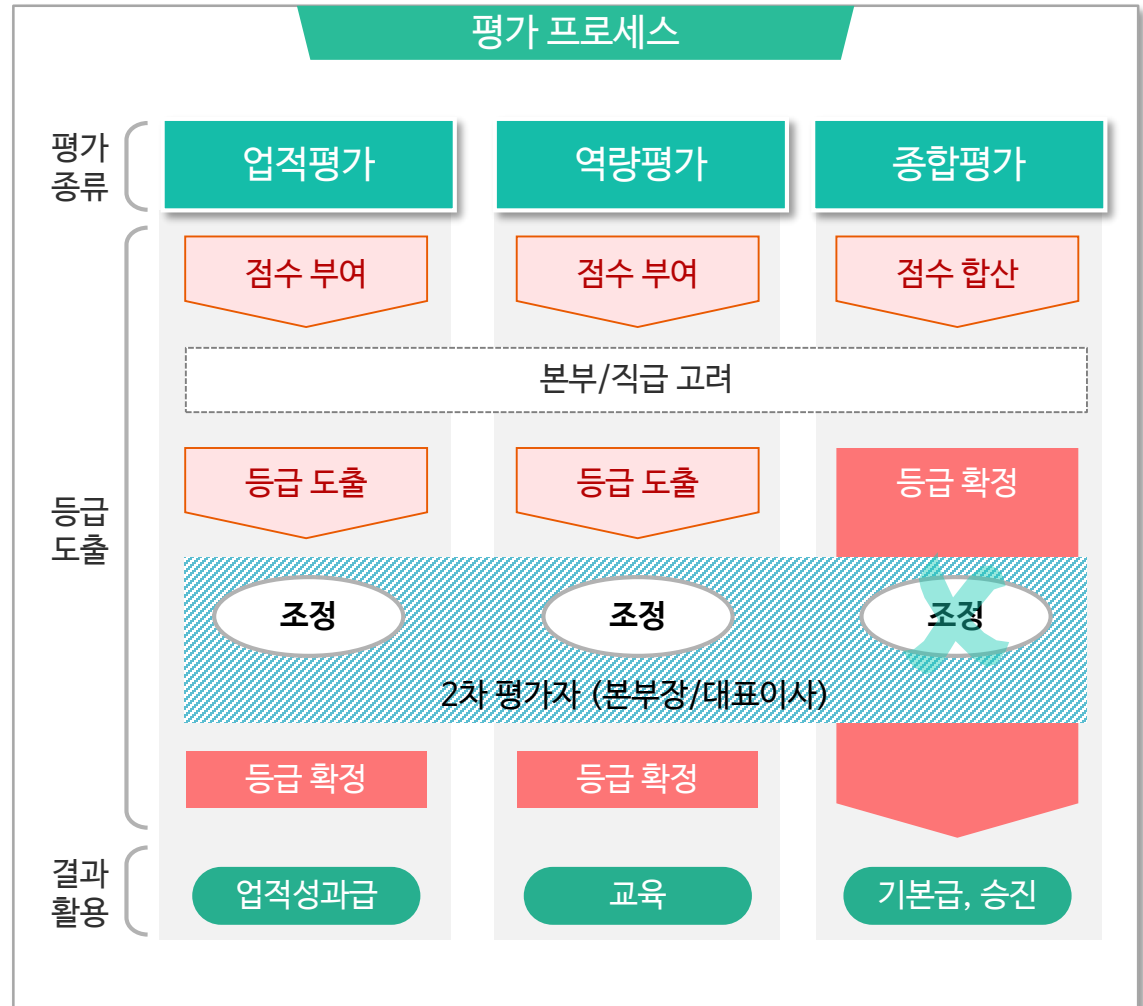 평가 프로세스
평가
종류
업적평가
역량평가
종합평가
등급
도출
점수 부여
점수 부여
점수 합산
본부/직급 고려
등급 도출
등급 도출
등급 확정
조정
조정
조정
2차 평가자 (본부장/대표이사)
등급 확정
등급 확정
결과
활용
업적성과급
교육
기본급, 승진